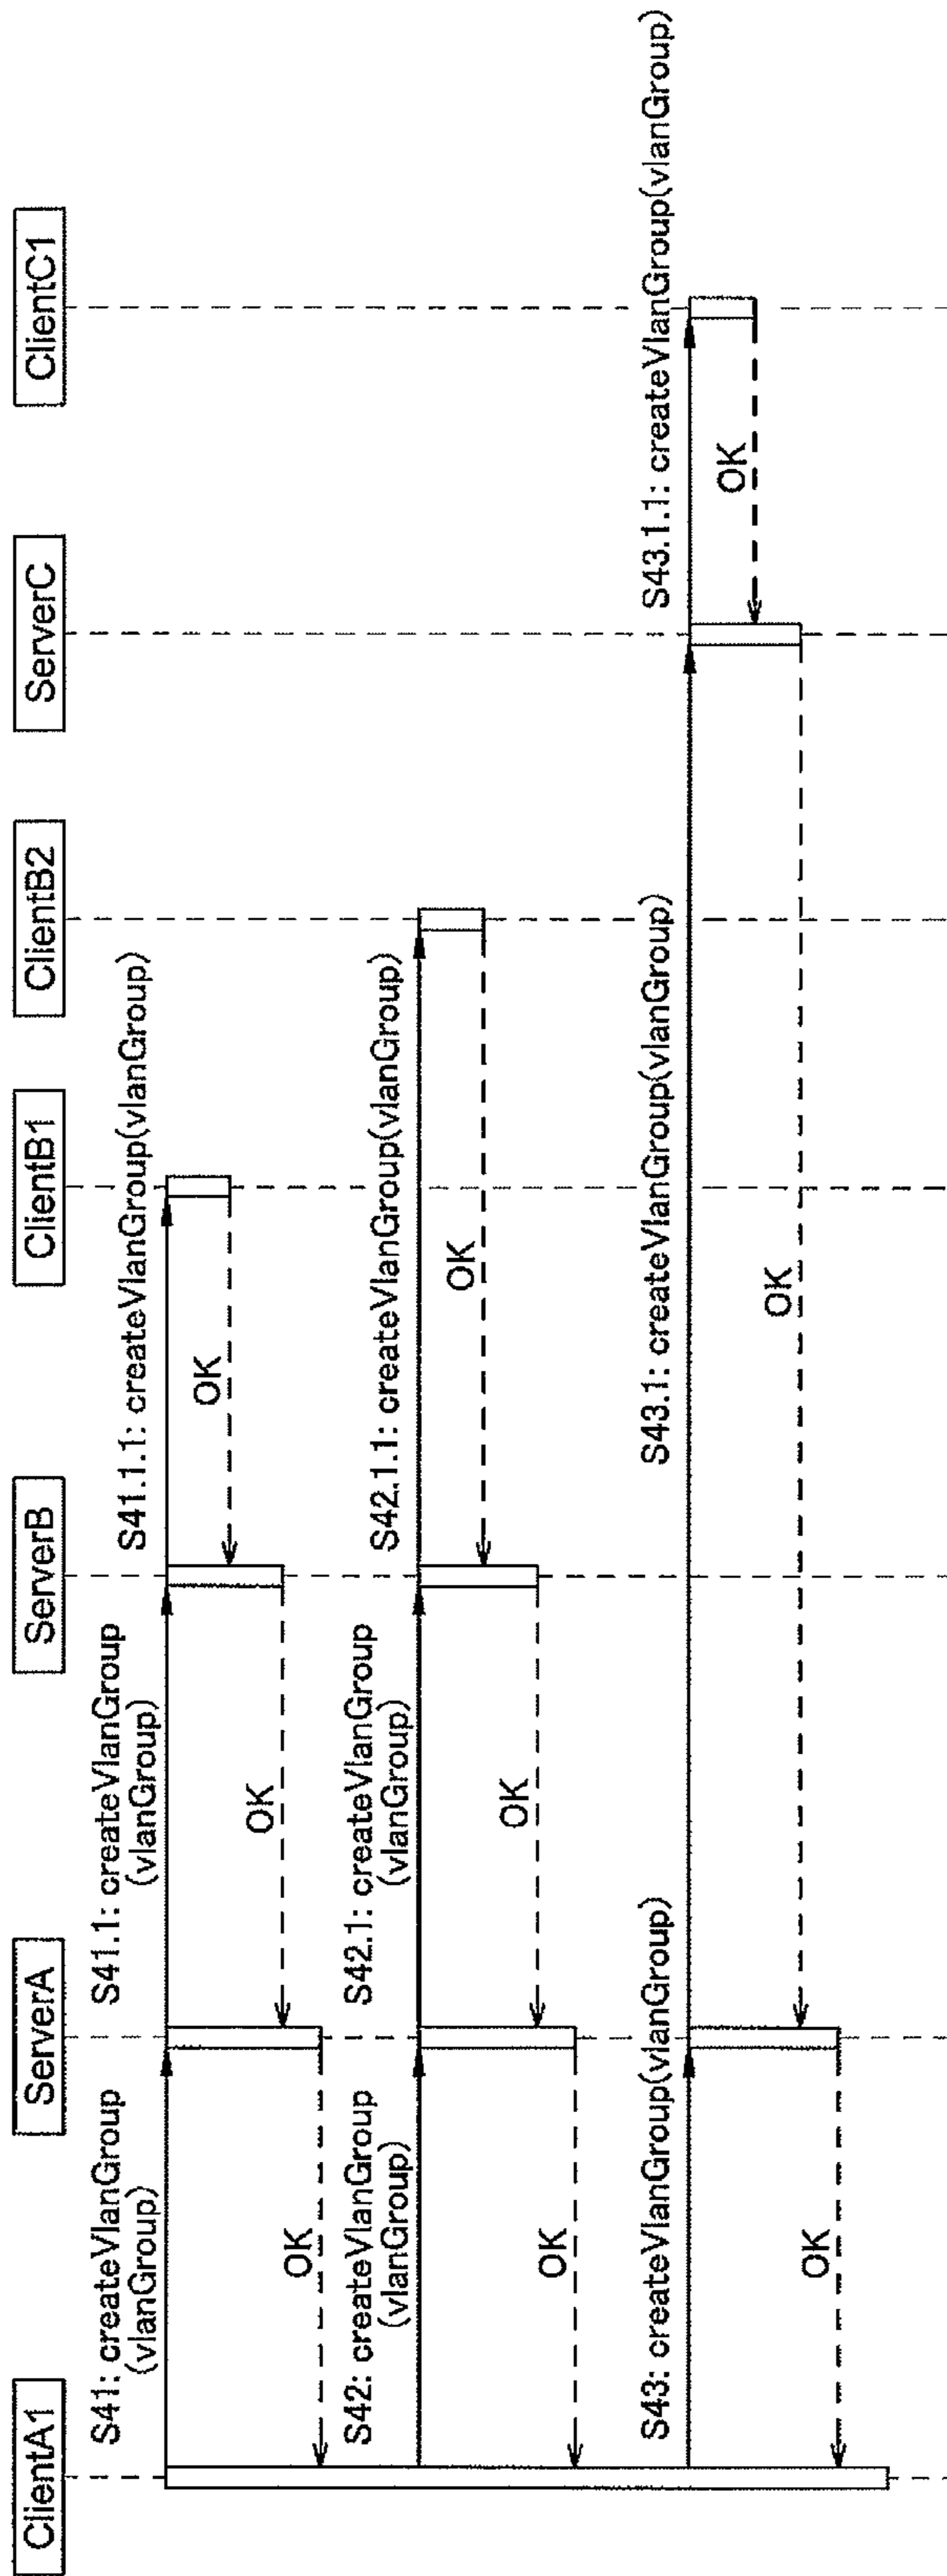 ClientA1
ServerA
ServerB
ClientB1
ClientB2
ServerC
ClientC1
S41: createVlanGroup
(vlanGroup)
S41.1: createVlanGroup
(vlanGroup)
S41.1.1: createVlanGroup(vlanGroup)
OK
OK
OK
S42: createVlanGroup
(vlanGroup)
S42.1: createVlanGroup
(vlanGroup)
S42.1.1: createVlanGroup(vlanGroup)
OK
OK
OK
S43: createVlanGroup(vlanGroup)
S43.1: createVlanGroup(vlanGroup)
S43.1.1: createVlanGroup(vlanGroup)
OK
OK
OK